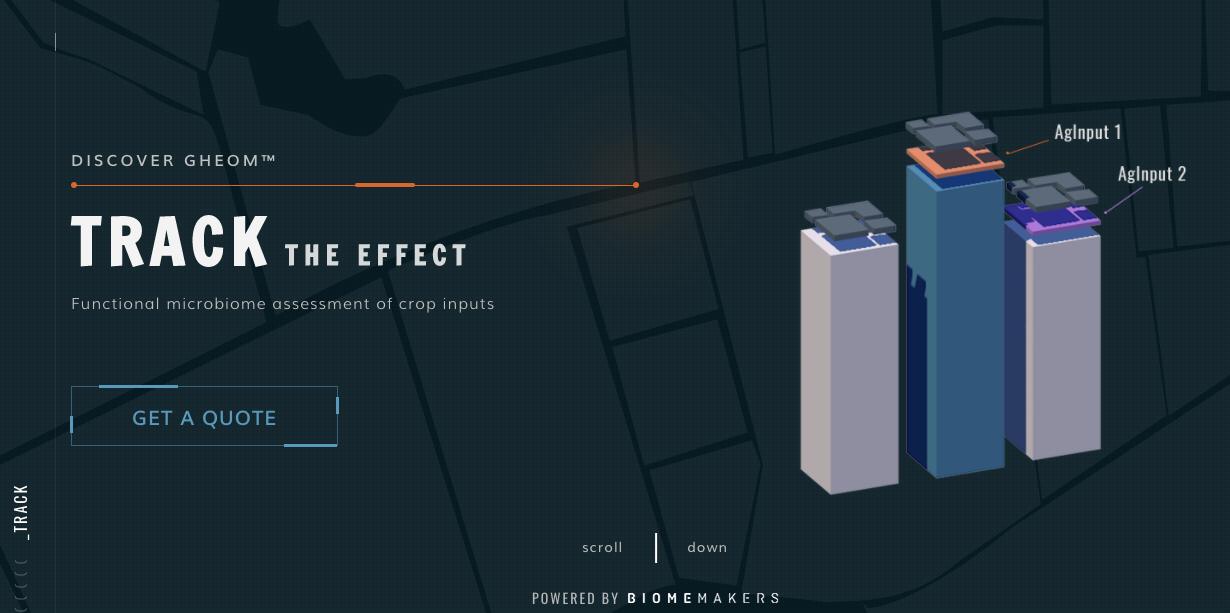 DISCOVER GHEOM™
TRACK THE EFFECT
Functional microbiome assessment of crop inputs
GET A QUOTE
AgInput 1
AgInput 2
_TRACK
scroll down
POWERED BY BIOMEMAKERS